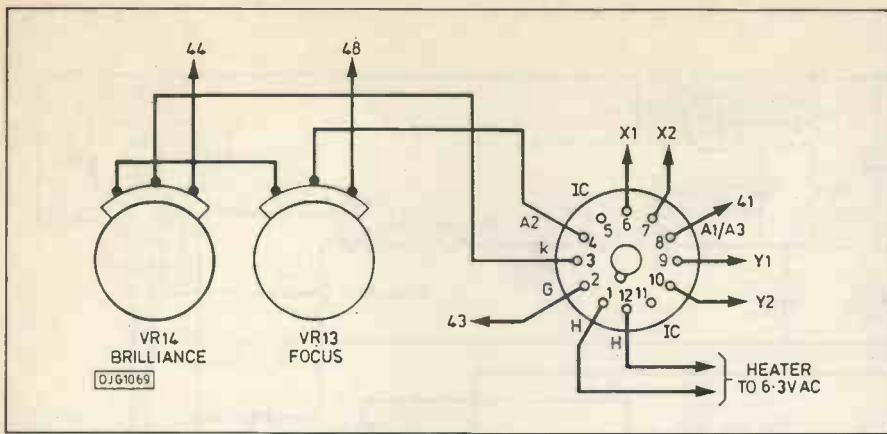 44
48
X1
X2
IC
6
7
41
5
A2
4
8
A1/A3
k
3
9
Y1
2
10
G
1
12
11
Y2
43
H
IC
H
VR14
BRILLIANCE
VR13
FOCUS
HEATER
TO 6·3V AC
DJG1069